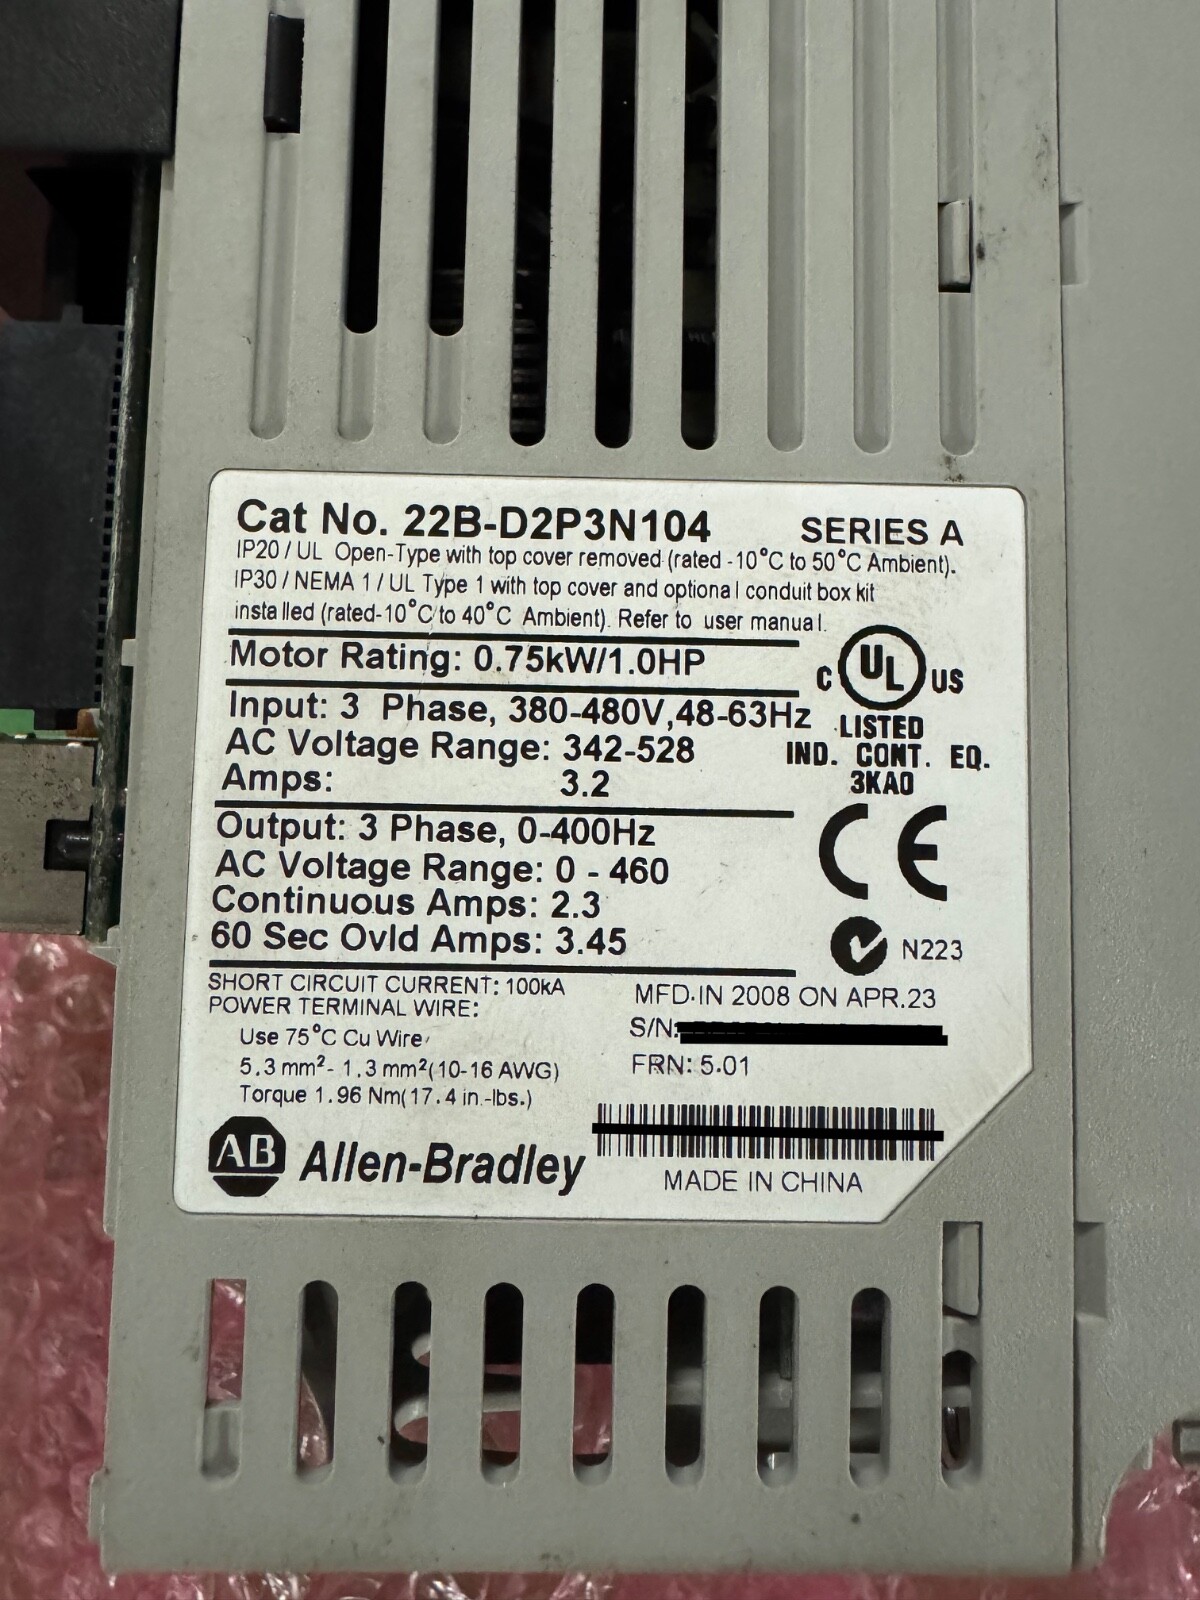 Cat No. 22B-D2P3N104 SERIES A
IP20 / UL Open-Type with top cover removed (rated -10°C to 50°C Ambient).
IP30 / NEMA 1 / UL Type 1 with top cover and optional conduit box kit
installed (rated-10°C to 40°C Ambient). Refer to user manual.
Motor Rating: 0.75kW/1.0HP
C UL US
LISTED
IND. CONT. EQ.
3KA0
Input: 3 Phase, 380-480V,48-63Hz
AC Voltage Range: 342-528
Amps: 3.2
Output: 3 Phase, 0-400Hz
AC Voltage Range: 0 - 460
Continuous Amps: 2.3
60 Sec Ovld Amps: 3.45
CE
N223
SHORT CIRCUIT CURRENT: 100kA
POWER TERMINAL WIRE:
Use 75°C Cu Wire
5.3 mm²- 1.3 mm²(10-16 AWG)
Torque 1.96 Nm(17.4 in.-lbs.)
MFD.IN 2008 ON APR.23
S/N:
FRN: 5.01
AB Allen-Bradley
MADE IN CHINA